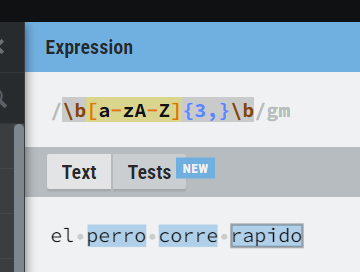 Expression
/\b[a-zA-Z]{3,}\b/gm
Text Tests NEW
el perro corre rapido